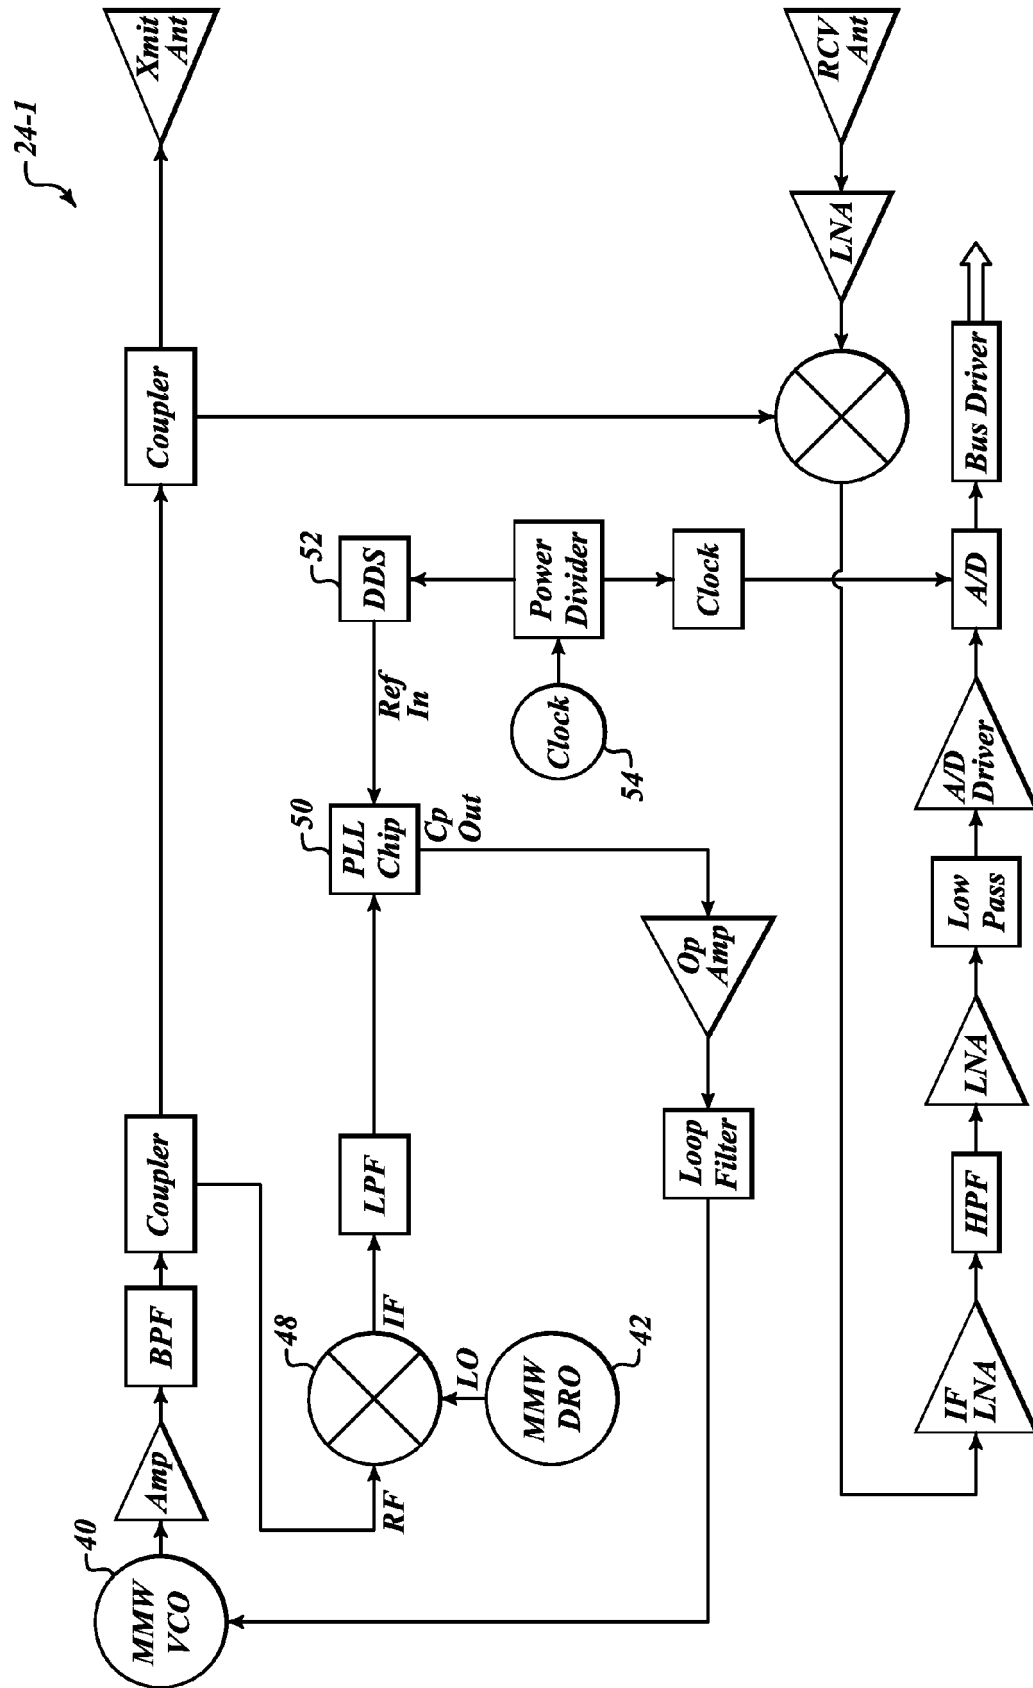 24-1
40
MMW
VCO
Amp
BPF
Coupler
Coupler
Xmit
Ant
RF
48
IF
LO
MMW
DRO
42
LPF
50
PLL
Chip
Cp
Out
Ref
In
52
DDS
Clock
54
Power
Divider
Clock
Op
Amp
Loop
Filter
RCV
Ant
LNA
IF
LNA
HPF
LNA
Low
Pass
A/D
Driver
A/D
Bus Driver